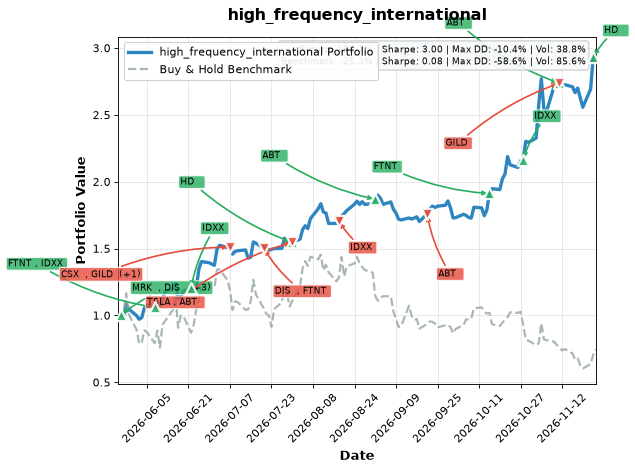 high_frequency_international
ABT
HD
high_frequency_international Portfolio
Buy & Hold Benchmark
Sharpe: 3.00 | Max DD: -10.4% | Vol: 38.8%
Benchmark: -25.3% Sharpe: 0.08 | Max DD: -58.6% | Vol: 85.6%
IDXX
GILD
ABT
FTNT
HD
IDXX
FTNT , IDXX
CSX , GILD (+1)
MRK , DIS (+3)
TSLA , ABT
DIS , FTNT
IDXX
ABT
Portfolio Value
3.0
2.5
2.0
1.5
1.0
0.5
2026-06-05
2026-06-21
2026-07-07
2026-07-23
2026-08-08
2026-08-24
2026-09-09
2026-09-25
2026-10-11
2026-10-27
2026-11-12
Date